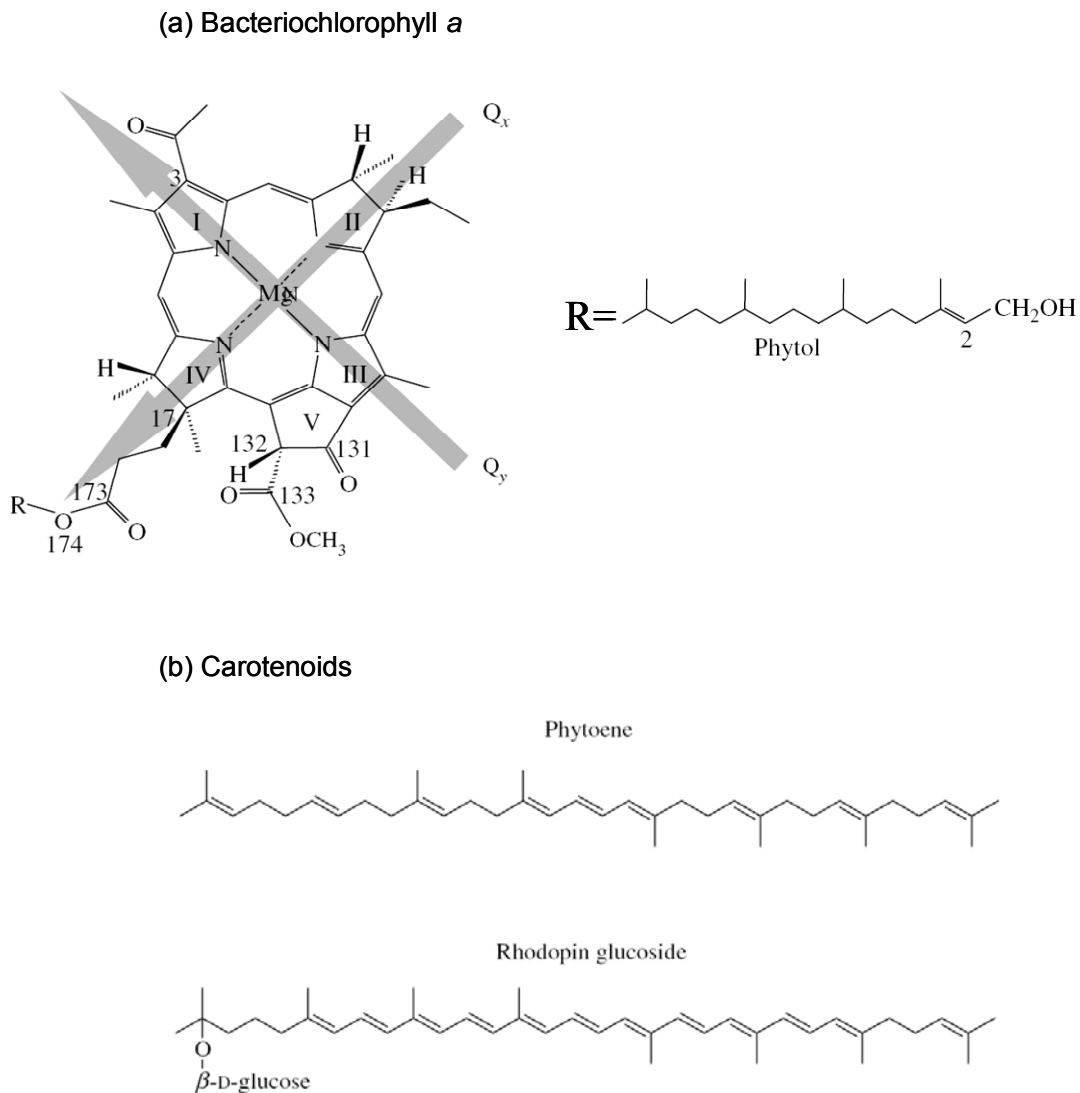 (a) Bacteriochlorophyll a
Qx
O
H
3
H
I
II
N
Mg
N
R=
CH2OH
Phytol
2
N
N
H
IV
III
17
V
132
131
H
O
Qy
173
O
133
R
O
O
174
OCH3
(b) Carotenoids
Phytoene
Rhodopin glucoside
O
β-D-glucose